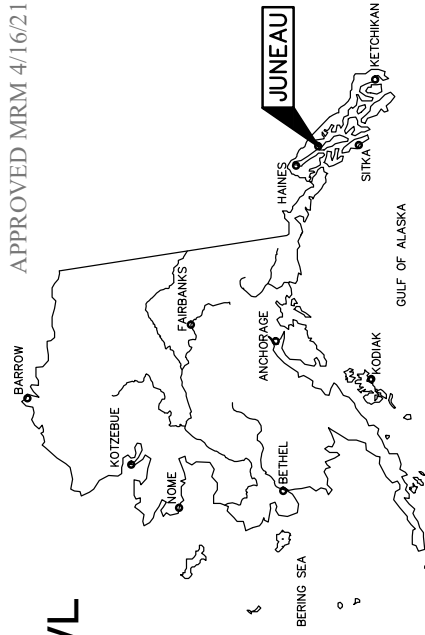 APPROVED MRM 4/16/21
BARROW
KOTZEBUE
NOME
FAIRBANKS
ANCHORAGE
BETHEL
BERING SEA
KODIAK
GULF OF ALASKA
HAINES
JUNEAU
SITKA
KETCHIKAN